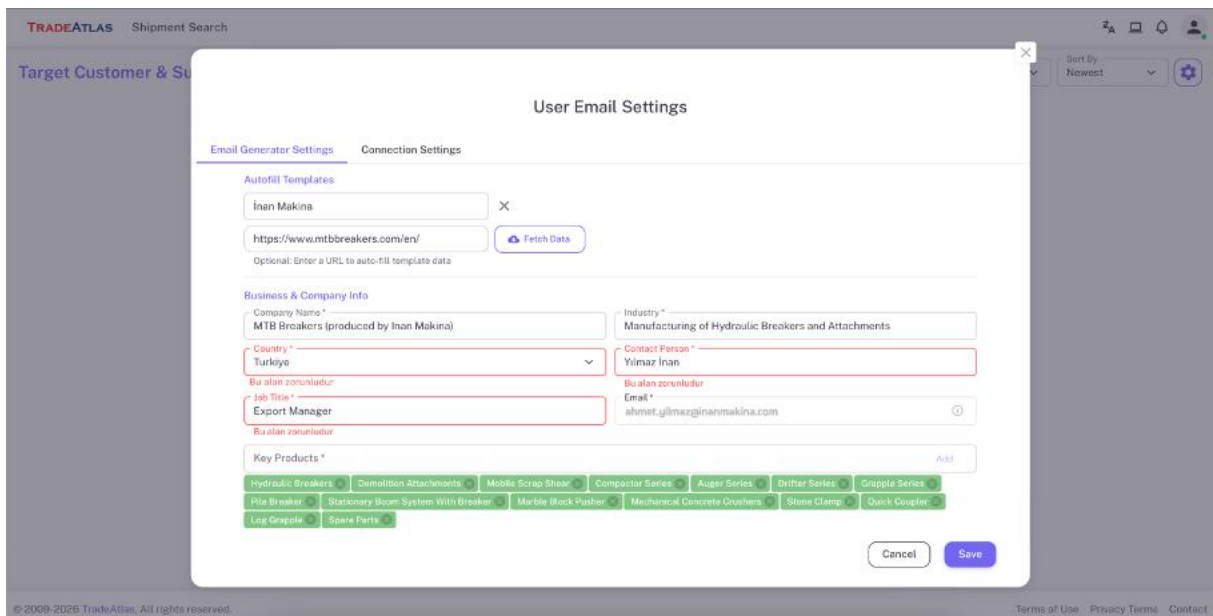 TRADEATLAS Shipment Search
Target Customer & Su
Sort By
Newest
User Email Settings
Email Generator Settings Connection Settings
Autofill Templates
İnan Makina
https://www.mtbbreakers.com/en/ Fetch Data
Optional: Enter a URL to auto-fill template data
Business & Company Info
Company Name * Industry *
MTB Breakers (produced by Inan Makina) Manufacturing of Hydraulic Breakers and Attachments
Country * Contact Person *
Turkiye Yılmaz İnan
Bu alan zorunludur Bu alan zorunludur
Job Title * Email *
Export Manager ahmet.yilmaz@inanmakina.com
Bu alan zorunludur
Key Products * Add
Hydraulic Breakers Demolition Attachments Mobile Scrap Shear Compactor Series Auger Series Drifter Series Grapple Series
Pile Breaker Stationary Boom System With Breaker Marble Block Pusher Mechanical Concrete Crushers Stone Clamp Quick Coupler
Log Grapple Spare Parts
Cancel Save
© 2009-2026 TradeAtlas, All rights reserved. Terms of Use Privacy Terms Contact